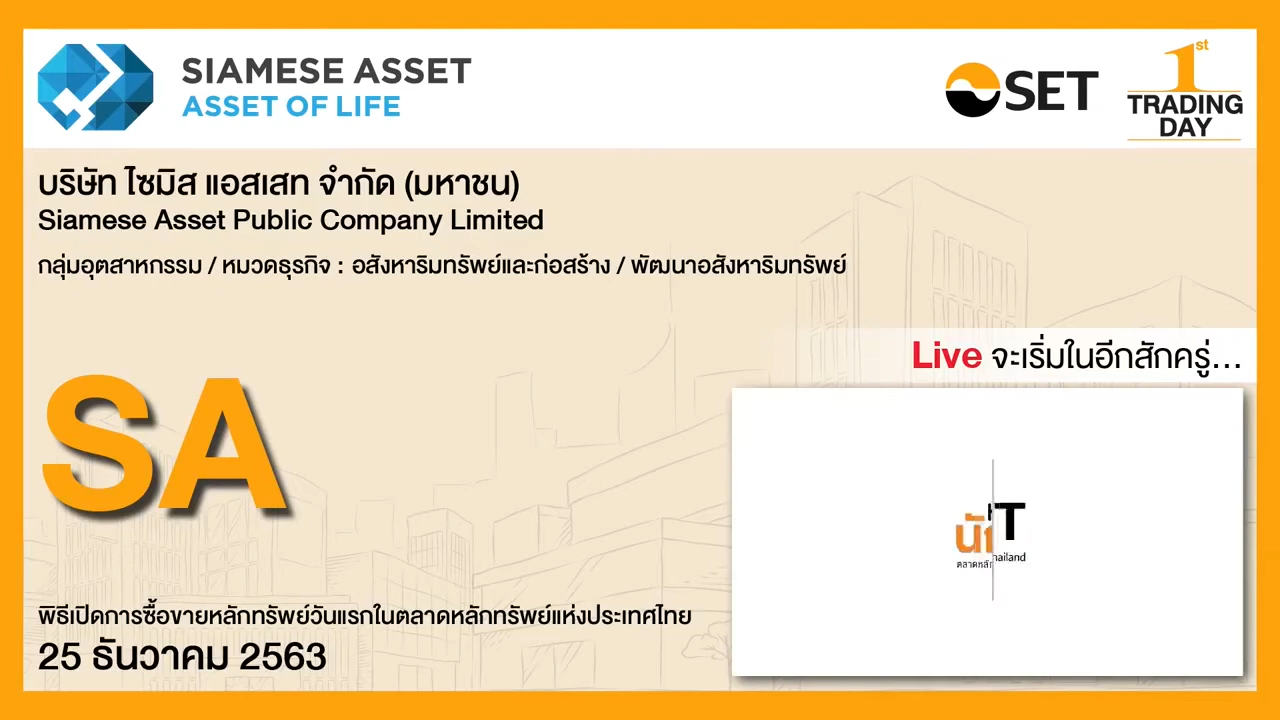 SIAMESE ASSET
ASSET OF LIFE
SET
1st
TRADING
DAY
บริษัท ไซมิส แอสเสท จำกัด (มหาชน)
Siamese Asset Public Company Limited
กลุ่มอุตสาหกรรม / หมวดธุรกิจ : อสังหาริมทรัพย์และก่อสร้าง / พัฒนาอสังหาริมทรัพย์
Live จะเริ่มในอีกสักครู่...
SA
พิธีเปิดการซื้อขายหลักทรัพย์วันแรกในตลาดหลักทรัพย์แห่งประเทศไทย
25 ธันวาคม 2563